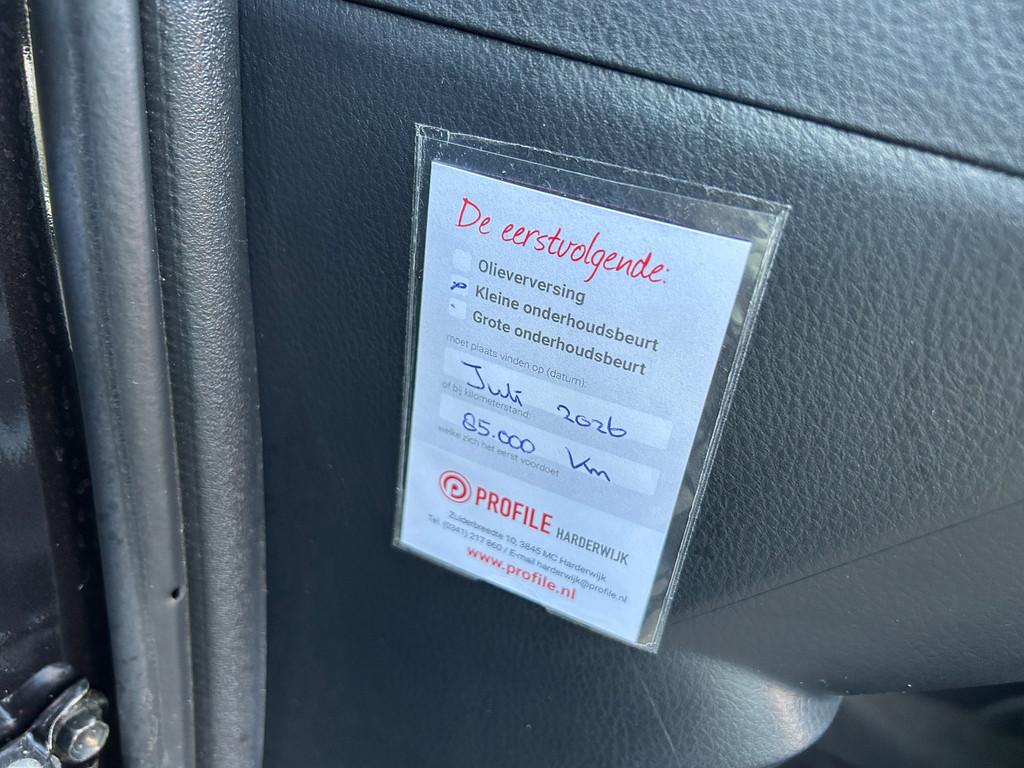 De eerstvolgende:
Olieverversing
Kleine onderhoudsbeurt
Grote onderhoudsbeurt
moet plaats vinden op (datum):
Juli 2026
of bij kilometerstand:
85.000 Km
welke zich het eerst voordoet
PROFILE HARDERWIJK
Zuiderbreedte 10, 3845 MC Harderwijk
Tel. (0341) 217 860 / E-mail harderwijk@profile.nl
www.profile.nl